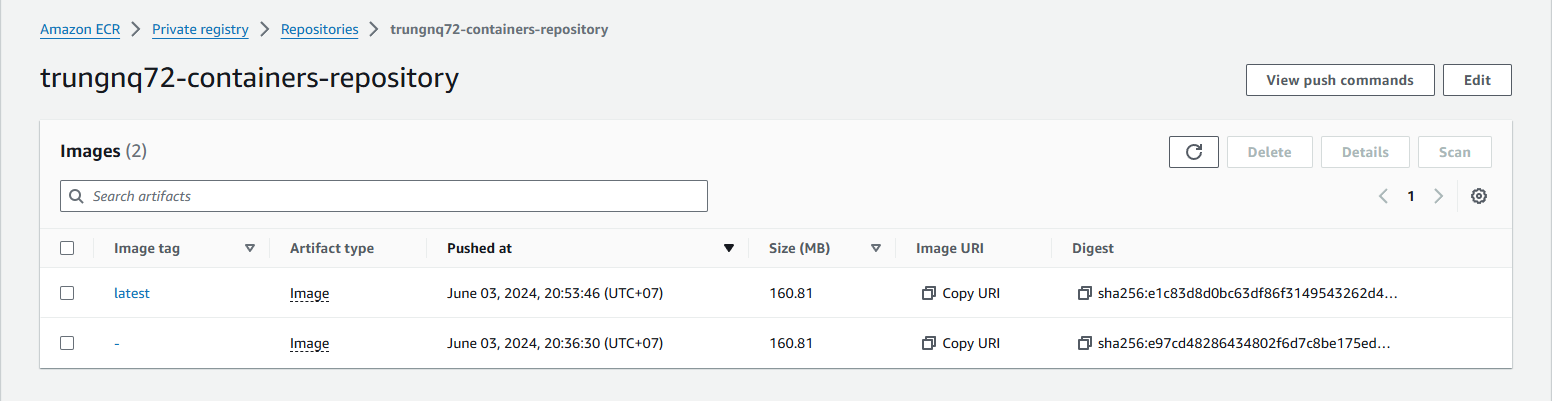 Amazon ECR > Private registry > Repositories > trungnq72-containers-repository
trungnq72-containers-repository
View push commands Edit
Images (2)
Delete Details Scan
Search artifacts
1
Image tag Artifact type Pushed at Size (MB) Image URI Digest
latest Image June 03, 2024, 20:53:46 (UTC+07) 160.81 Copy URI sha256:e1c83d8d0bc63df86f3149543262d4...
- Image June 03, 2024, 20:36:30 (UTC+07) 160.81 Copy URI sha256:e97cd48286434802f6d7c8be175ed...